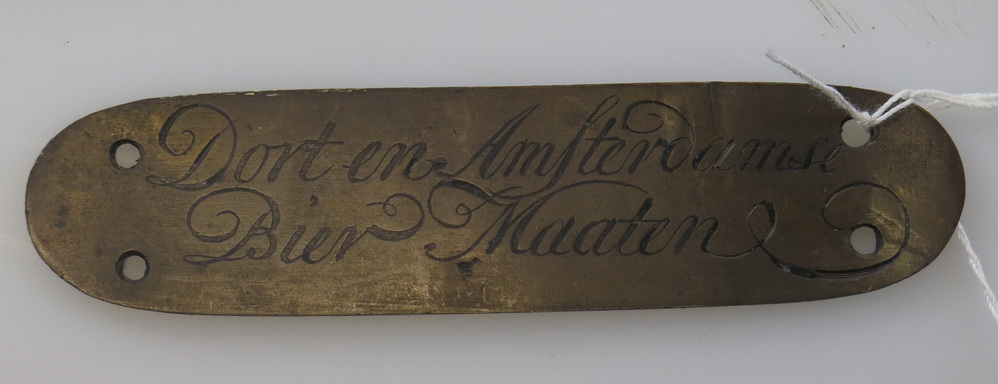 Dort en Amsterdamse
Bier Maaten